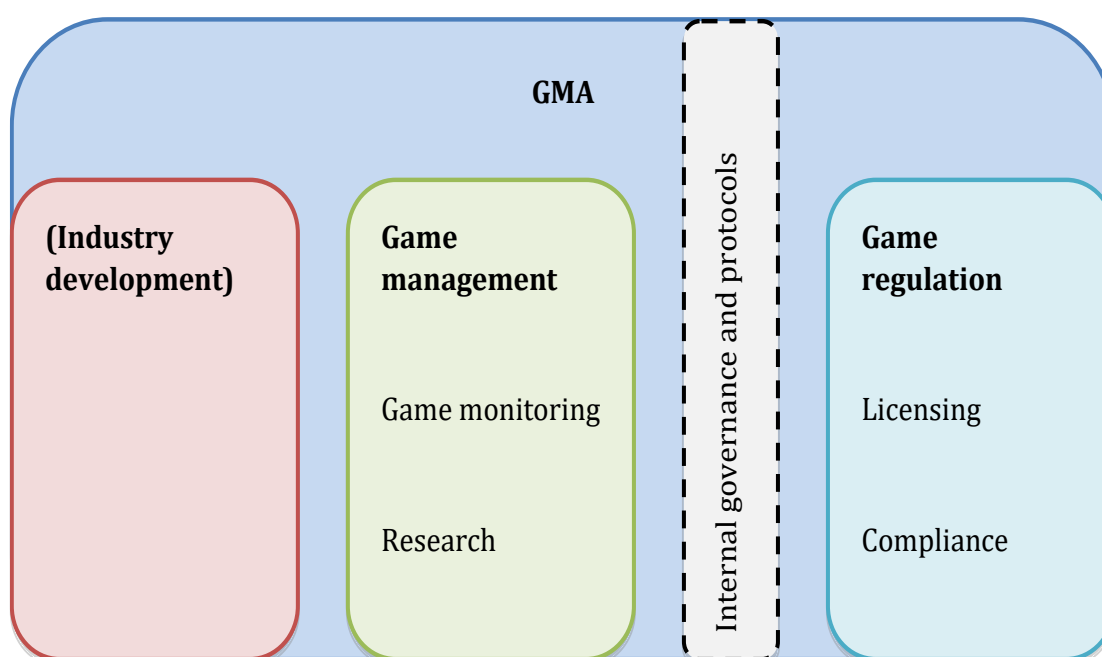 GMA
(Industry
development)
Game
management
Game monitoring
Research
Internal governance and protocols
Game
regulation
Licensing
Compliance